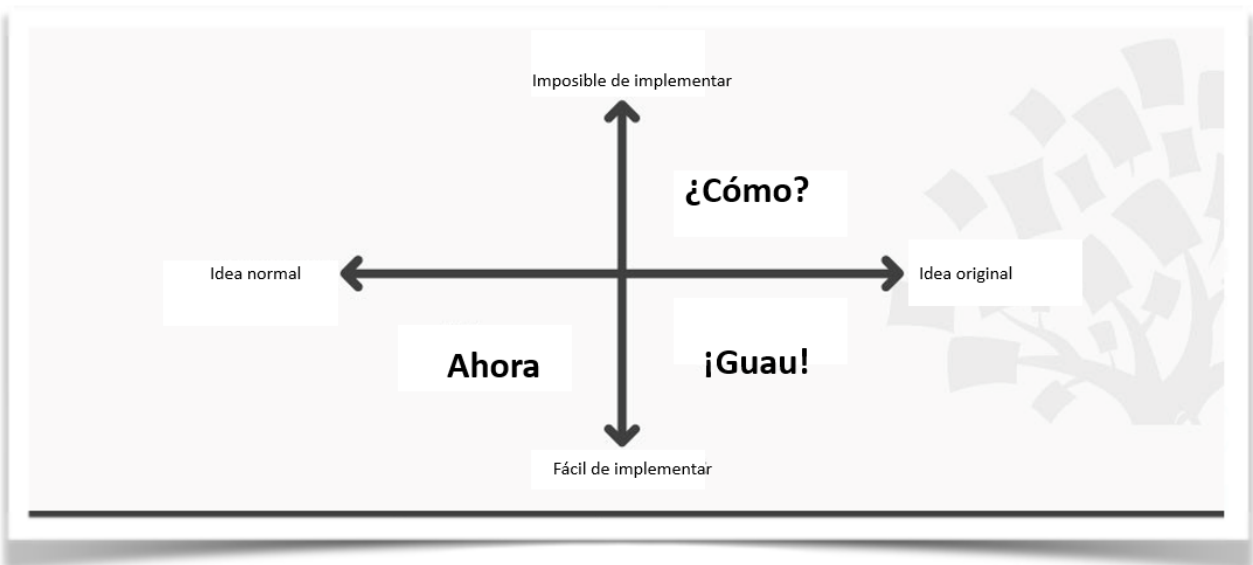 Imposible de implementar
¿Cómo?
Idea normal
Idea original
Ahora
¡Guau!
Fácil de implementar